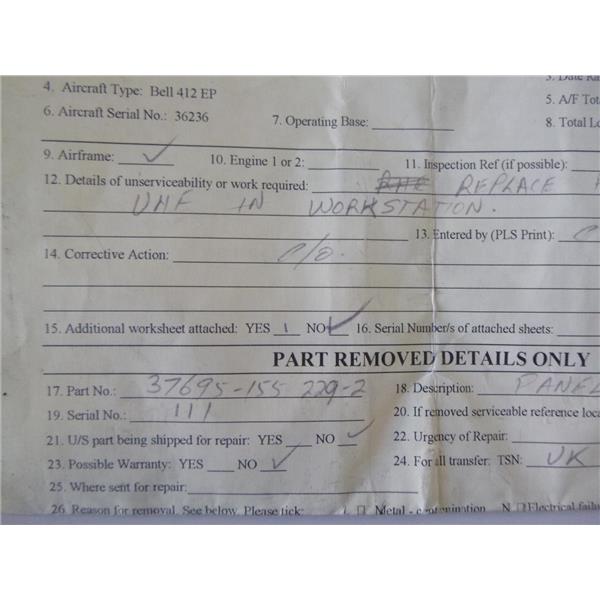 4. Aircraft Type: Bell 412 EP
5. A/F Tot
6. Aircraft Serial No.: 36236
7. Operating Base:
8. Total L
9. Airframe: ✓ 10. Engine 1 or 2: 11. Inspection Ref (if possible):
12. Details of unserviceability or work required: REPLACE
UHF IN WORKSTATION.
13. Entered by (PLS Print): C
14. Corrective Action: C/O.
15. Additional worksheet attached: YES NO ✓ 16. Serial Number/s of attached sheets:
PART REMOVED DETAILS ONLY
17. Part No.: 37695-155 229-2 18. Description: PANEL
19. Serial No.: 111 20. If removed serviceable reference loca
21. U/S part being shipped for repair: YES NO ✓ 22. Urgency of Repair:
23. Possible Warranty: YES NO ✓ 24. For all transfer: TSN: UK
25. Where sent for repair:
26. Reason for removal. See below. Please tick: Metal - contamination Electrical failu